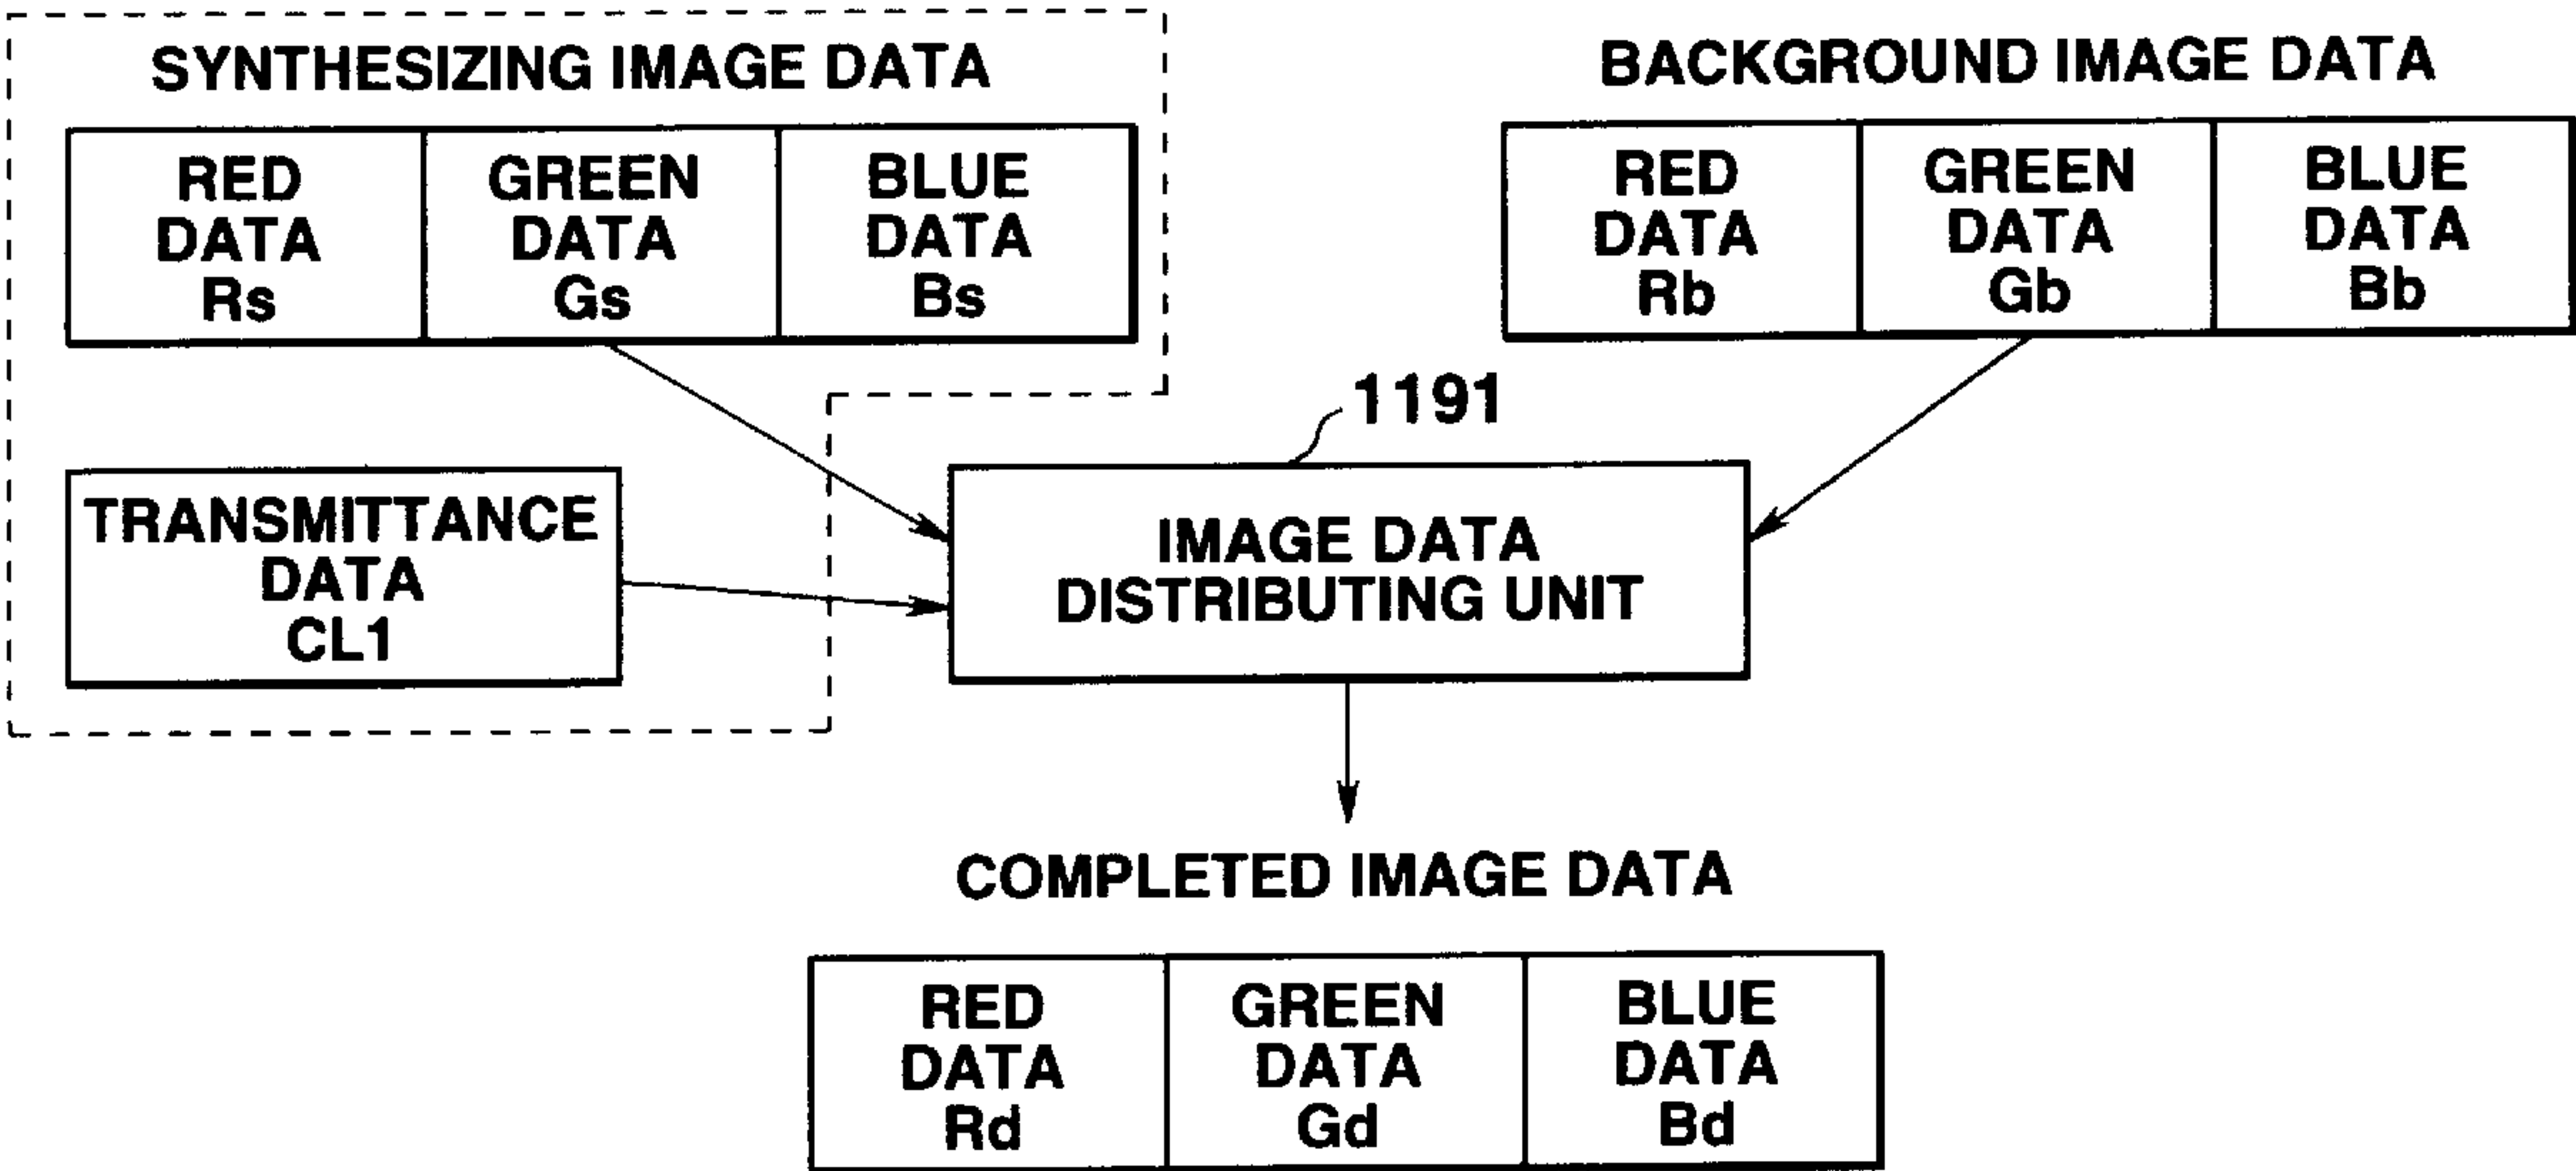 SYNTHESIZING IMAGE DATA
RED
DATA
Rs
GREEN
DATA
Gs
BLUE
DATA
Bs
BACKGROUND IMAGE DATA
RED
DATA
Rb
GREEN
DATA
Gb
BLUE
DATA
Bb
TRANSMITTANCE
DATA
CL1
1191
IMAGE DATA
DISTRIBUTING UNIT
COMPLETED IMAGE DATA
RED
DATA
Rd
GREEN
DATA
Gd
BLUE
DATA
Bd